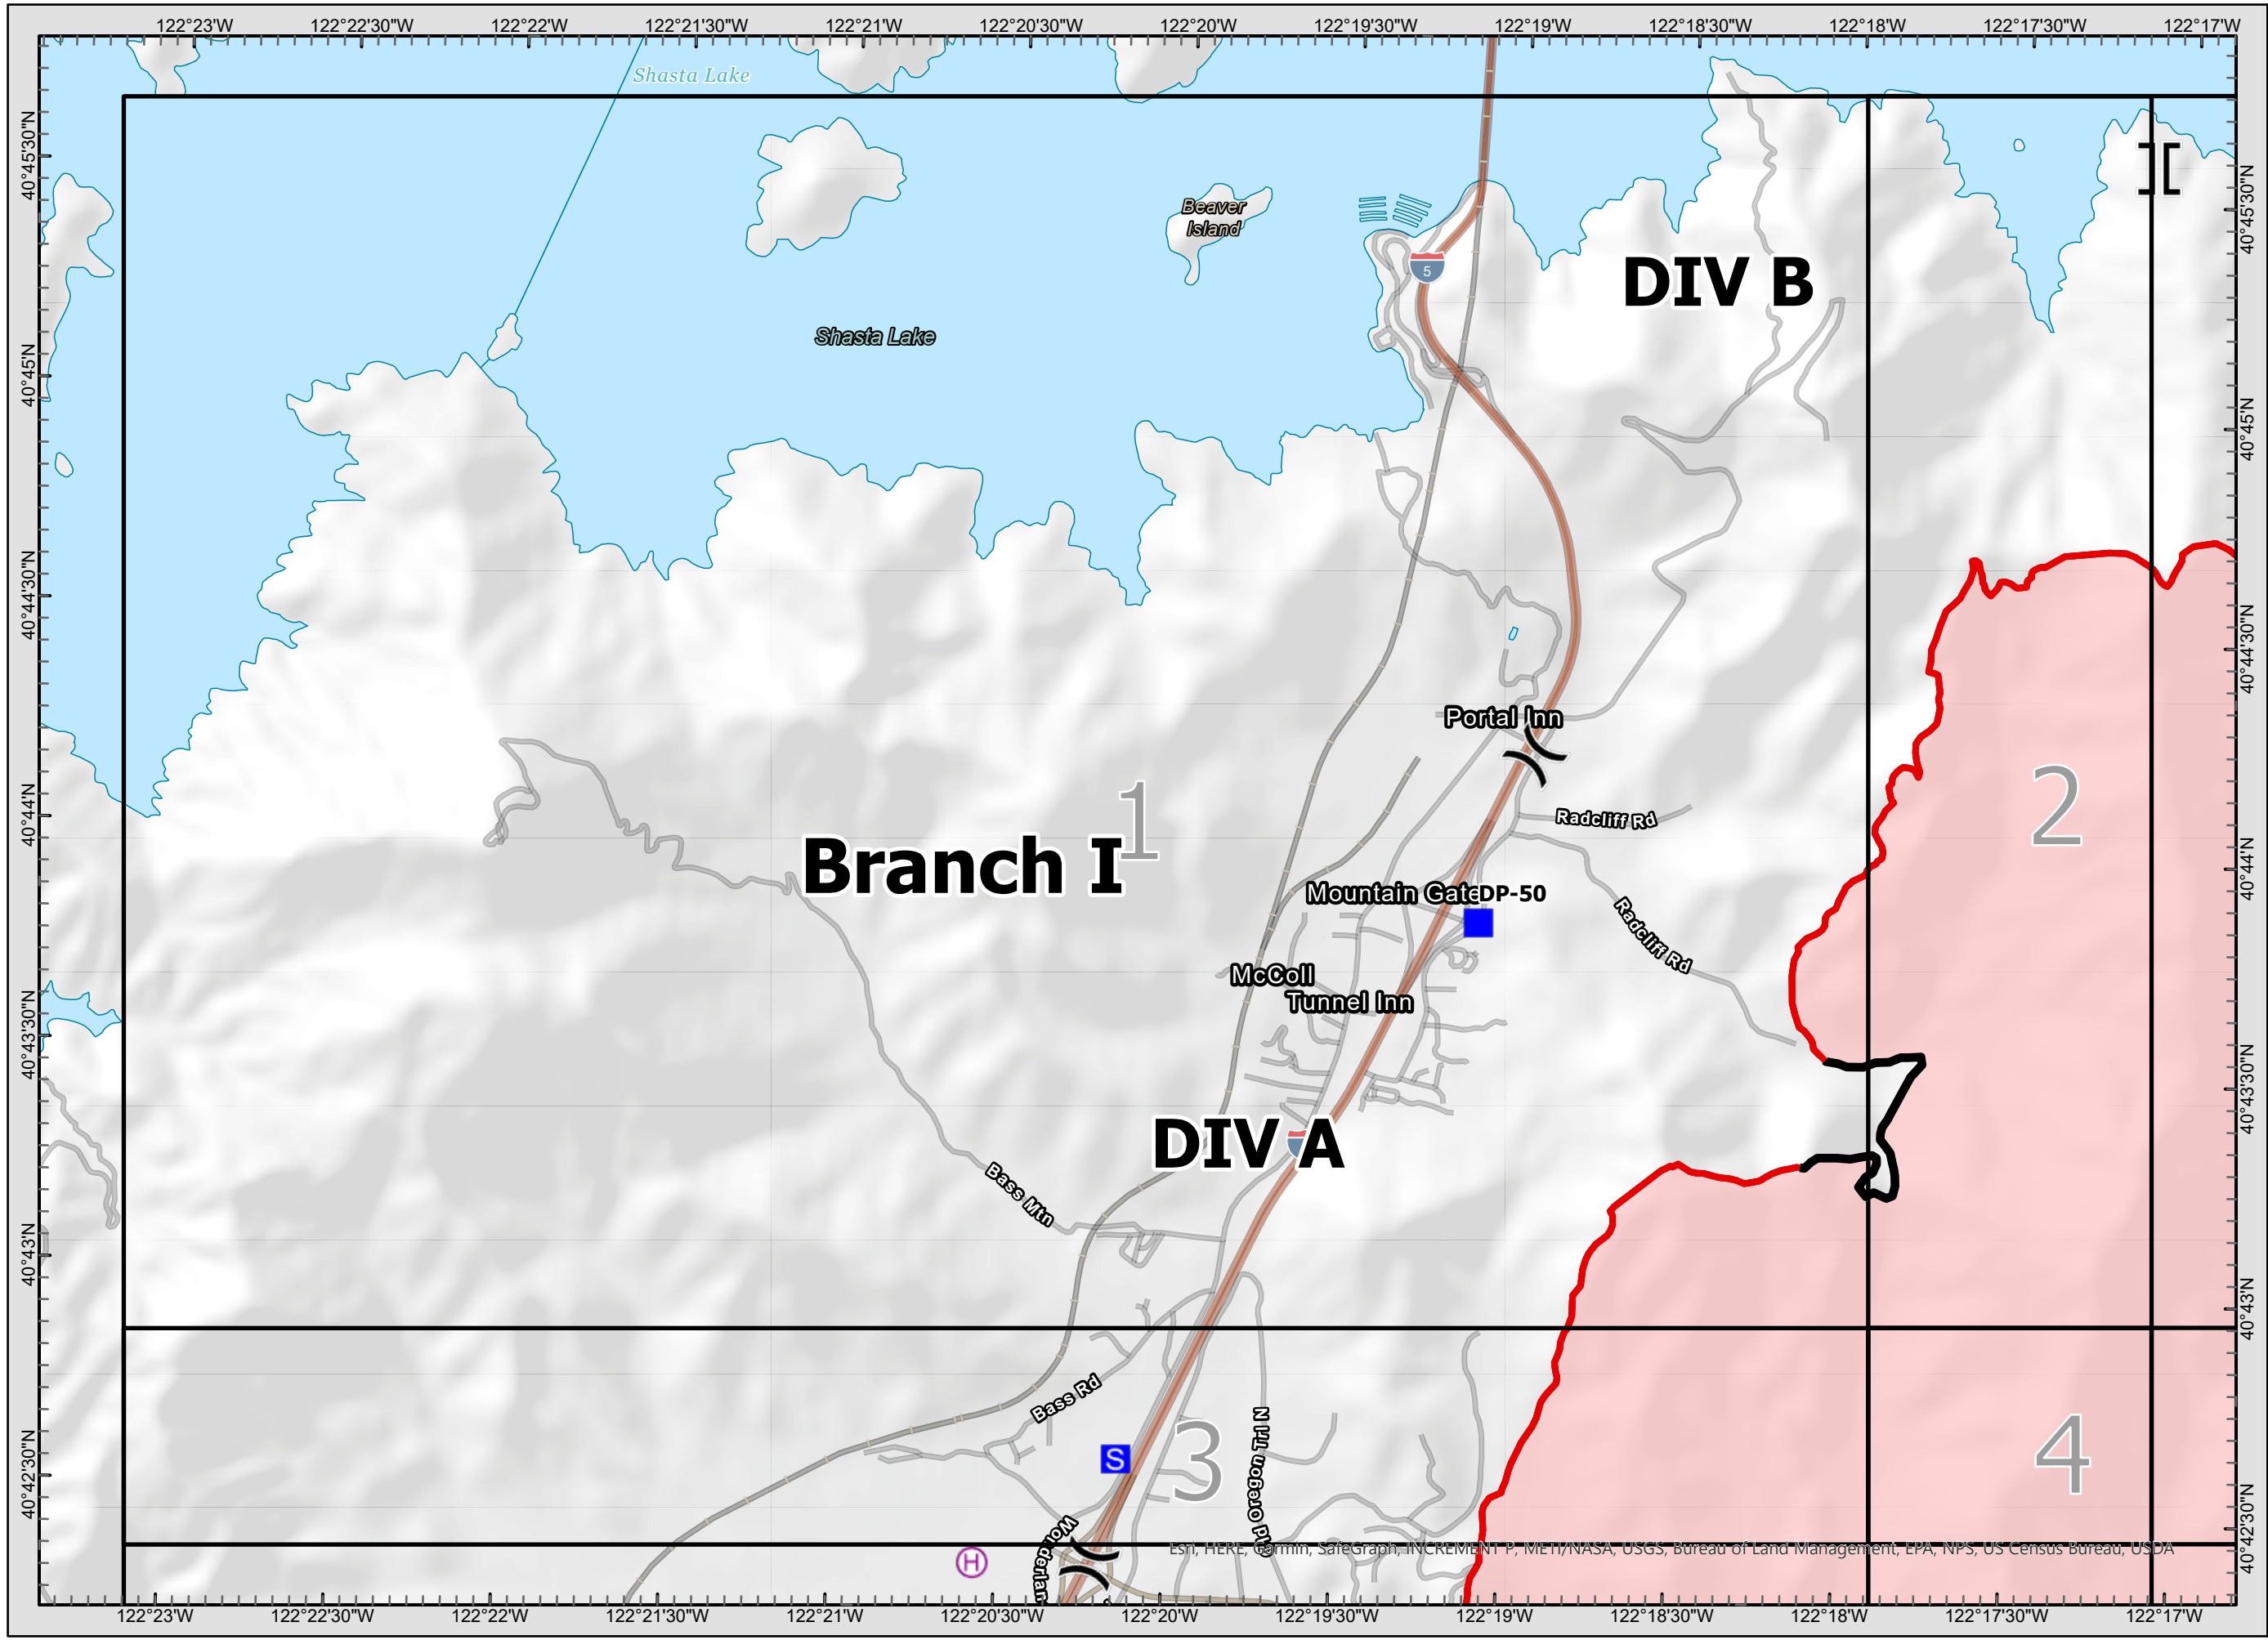 122°23'W 122°22'30"W 122°22'W 122°21'30"W 122°21'W 122°20'30"W 122°20'W 122°19'30"W 122°19'W 122°18'30"W 122°18'W 122°17'30"W 122°17'W
Shasta Lake
40°45'30"N
40°45'30"N
Beaver
Island
5
DIV B
Shasta Lake
40°45'N
40°45'N
40°44'30"N
40°44'30"N
Portal Inn
40°44'N
1
2
Radcliff Rd
Branch I
40°44'N
Mountain Gate
DP-50
Radcliff Rd
McColl
Tunnel Inn
40°43'30"N
40°43'30"N
DIV A
Bass Mtn
40°43'N
40°43'N
Bass Rd
3
4
S
Old Oregon Trl N
40°42'30"N
40°42'30"N
H
Esri, HERE, Garmin, SafeGraph, INCREMENT P, METI/NASA, USGS, Bureau of Land Management, EPA, NPS, US Census Bureau, USDA
122°23'W 122°22'30"W 122°22'W 122°21'30"W 122°21'W 122°20'30"W 122°20'W 122°19'30"W 122°19'W 122°18'30"W 122°18'W 122°17'30"W 122°17'W